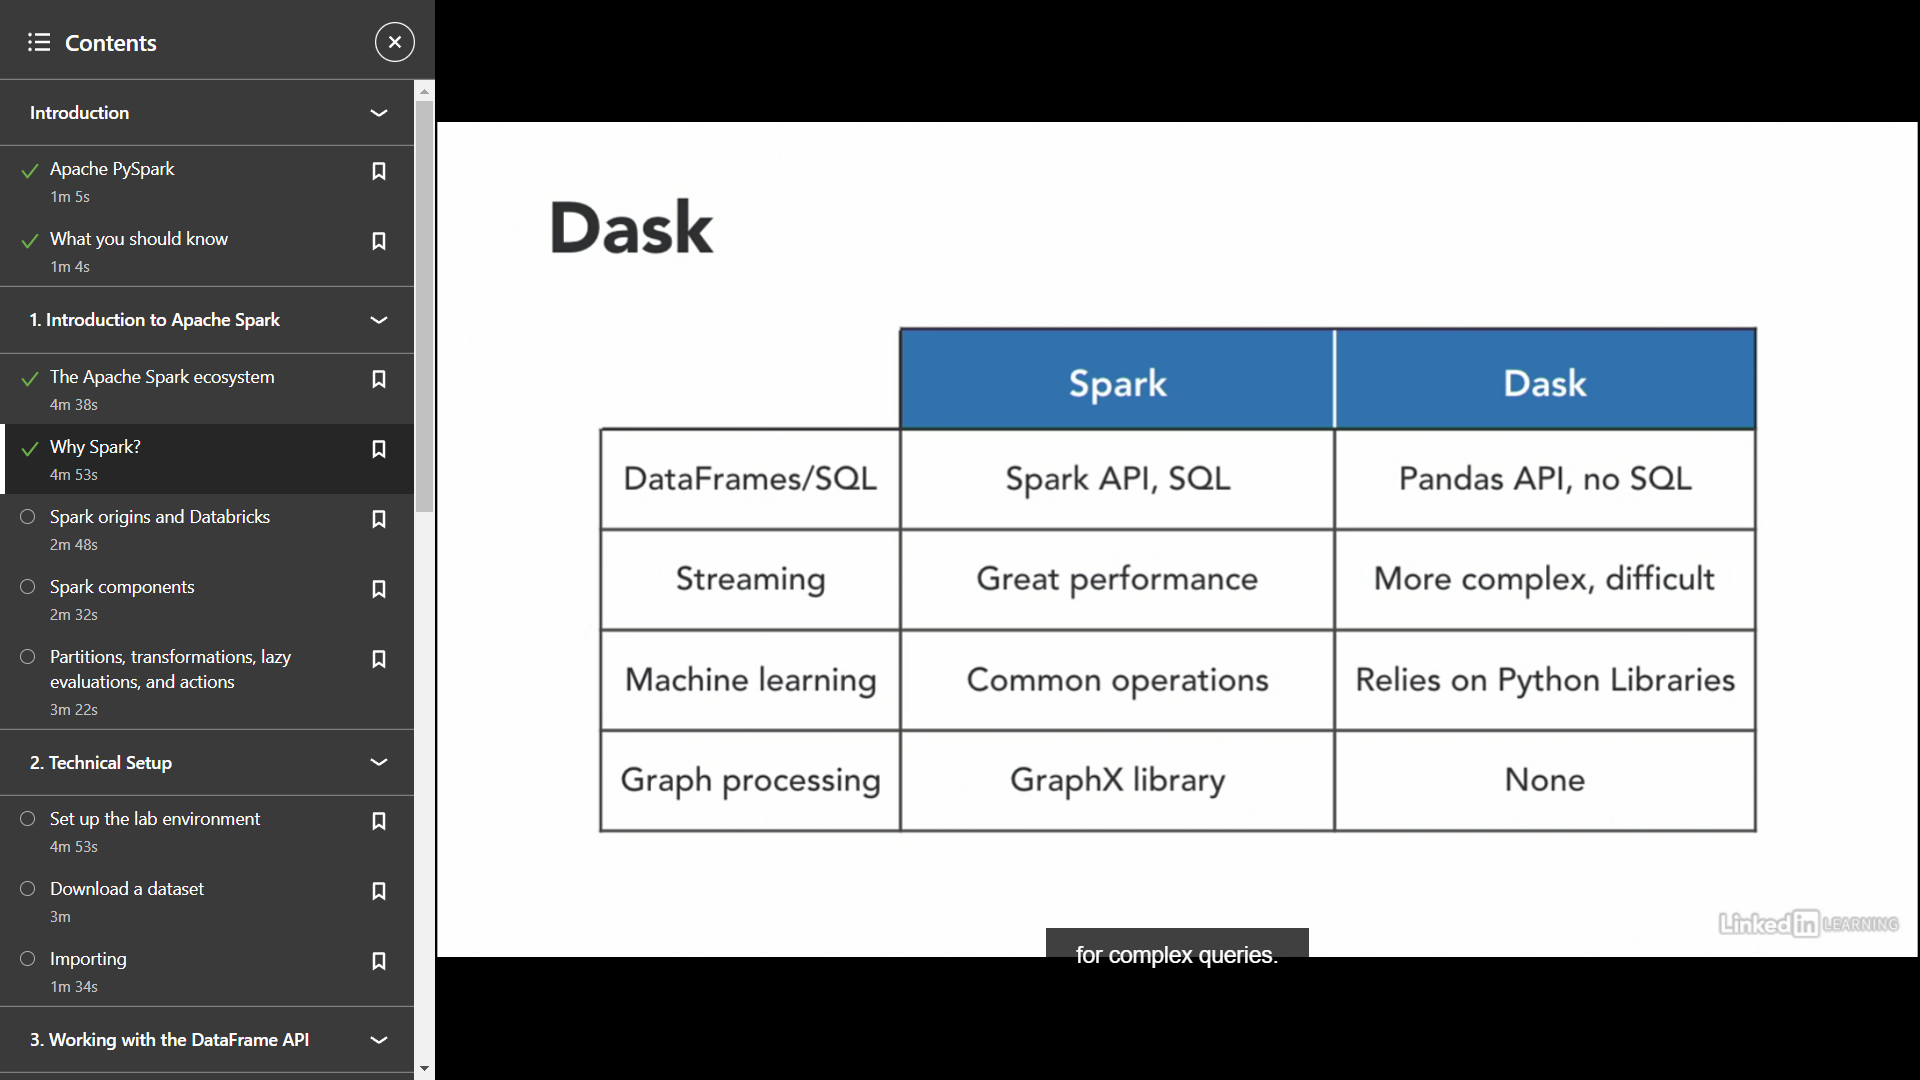 Contents
Introduction
Apache PySpark
1m 5s
What you should know
1m 4s
1. Introduction to Apache Spark
The Apache Spark ecosystem
4m 38s
Why Spark?
4m 53s
Spark origins and Databricks
2m 48s
Spark components
2m 32s
Partitions, transformations, lazy
evaluations, and actions
3m 22s
2. Technical Setup
Set up the lab environment
4m 53s
Download a dataset
3m
Importing
1m 34s
3. Working with the DataFrame API
Dask
Spark Dask
DataFrames/SQL Spark API, SQL Pandas API, no SQL
Streaming Great performance More complex, difficult
Machine learning Common operations Relies on Python Libraries
Graph processing GraphX library None
LinkedIn LEARNING
for complex queries.